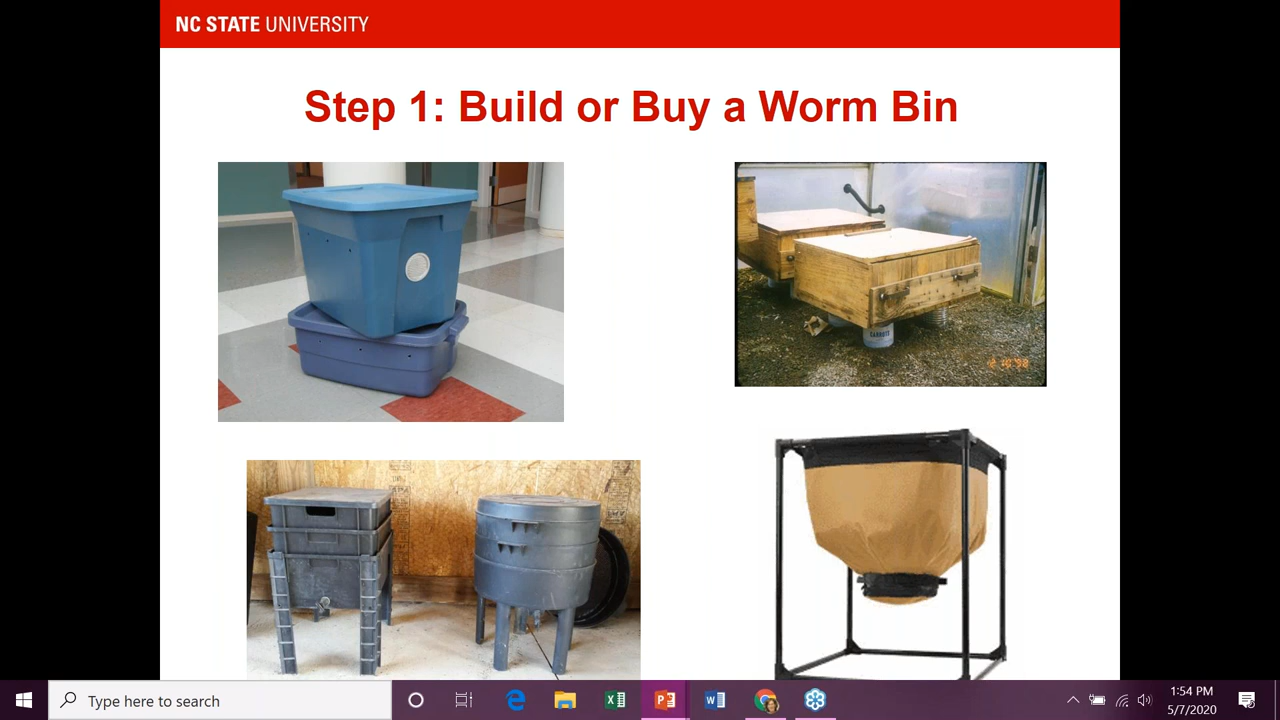 NC STATE UNIVERSITY
Step 1: Build or Buy a Worm Bin
Type here to search
1:54 PM
5/7/2020